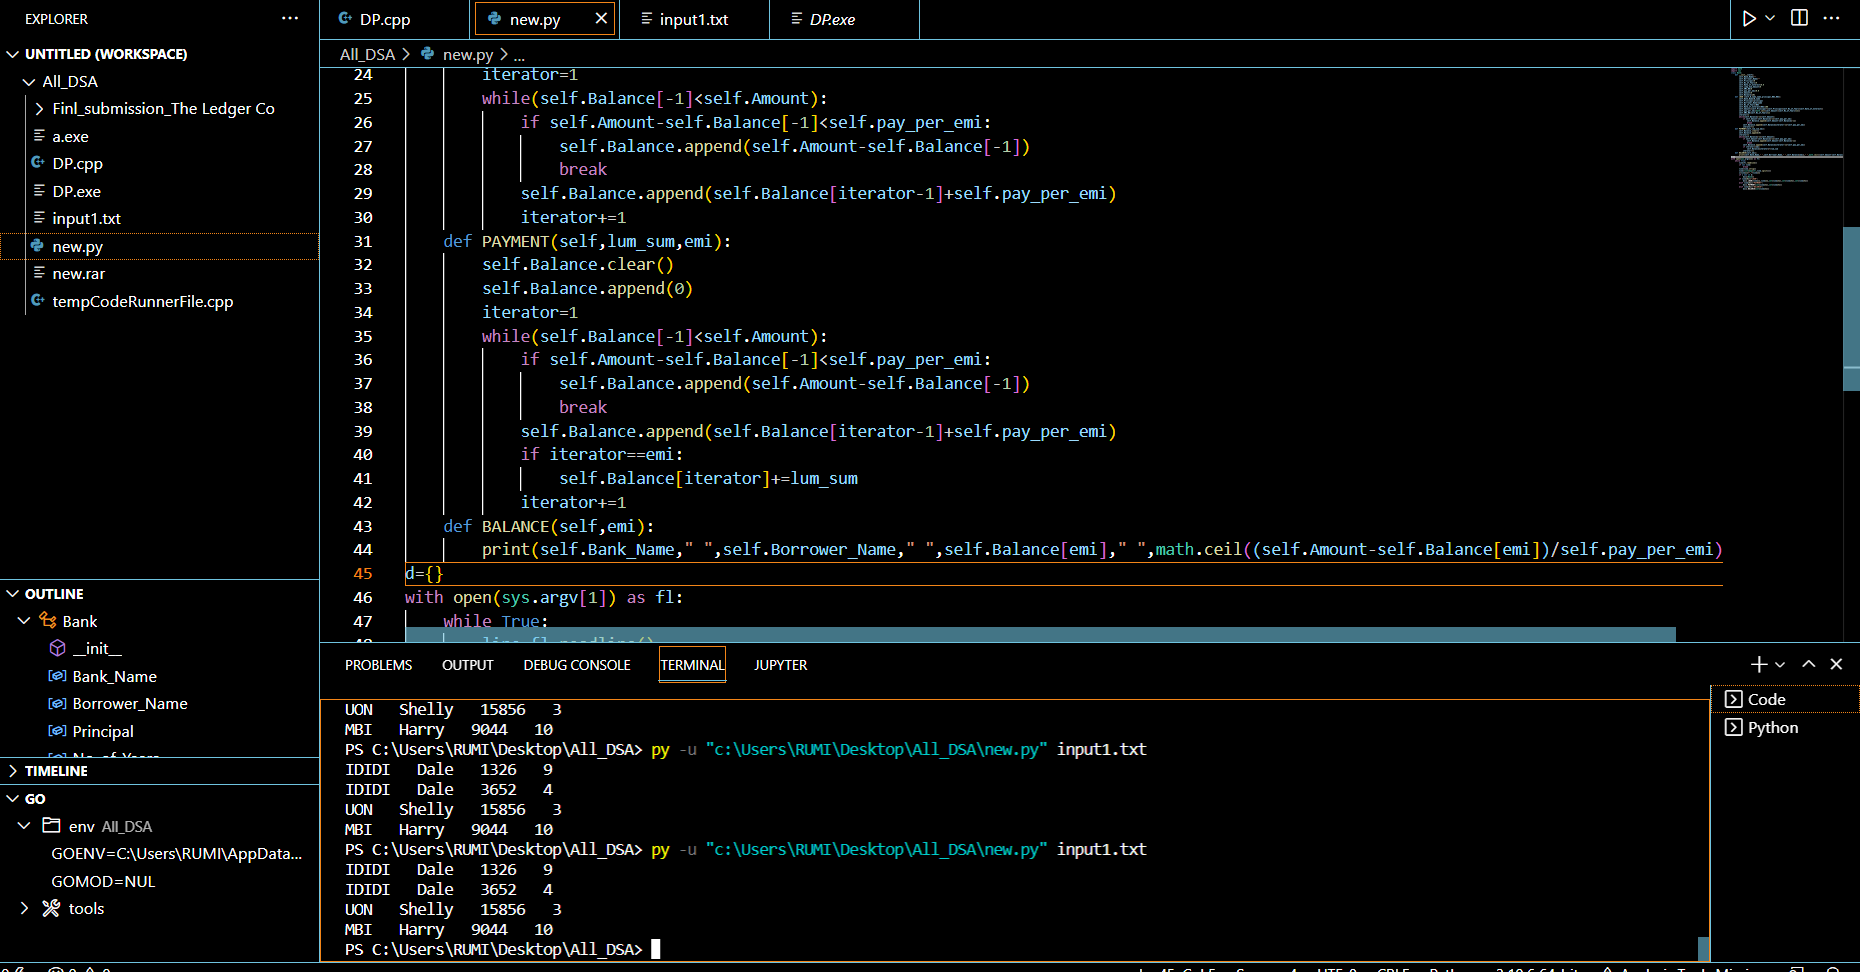 EXPLORER ...
UNTITLED (WORKSPACE)
All_DSA
Finl_submission_The Ledger Co
a.exe
DP.cpp
DP.exe
input1.txt
new.py
new.rar
tempCodeRunnerFile.cpp
OUTLINE
Bank
__init__
Bank_Name
Borrower_Name
Principal
No_of_Years
TIMELINE
GO
env All_DSA
GOENV=C:\Users\RUMI\AppData...
GOMOD=NUL
tools
DP.cpp new.py input1.txt DP.exe
All_DSA > new.py > ...
24 iterator=1
25 while(self.Balance[-1]<self.Amount):
26 if self.Amount-self.Balance[-1]<self.pay_per_emi:
27 self.Balance.append(self.Amount-self.Balance[-1])
28 break
29 self.Balance.append(self.Balance[iterator-1]+self.pay_per_emi)
30 iterator+=1
31 def PAYMENT(self,lum_sum,emi):
32 self.Balance.clear()
33 self.Balance.append(0)
34 iterator=1
35 while(self.Balance[-1]<self.Amount):
36 if self.Amount-self.Balance[-1]<self.pay_per_emi:
37 self.Balance.append(self.Amount-self.Balance[-1])
38 break
39 self.Balance.append(self.Balance[iterator-1]+self.pay_per_emi)
40 if iterator==emi:
41 self.Balance[iterator]+=lum_sum
42 iterator+=1
43 def BALANCE(self,emi):
44 print(self.Bank_Name," ",self.Borrower_Name," ",self.Balance[emi]," ",math.ceil((self.Amount-self.Balance[emi])/self.pay_per_emi)
45 d={}
46 with open(sys.argv[1]) as fl:
47 while True:
PROBLEMS OUTPUT DEBUG CONSOLE TERMINAL JUPYTER
UON Shelly 15856 3
MBI Harry 9044 10
PS C:\Users\RUMI\Desktop\All_DSA> py -u "c:\Users\RUMI\Desktop\All_DSA\new.py" input1.txt
IDIDI Dale 1326 9
IDIDI Dale 3652 4
UON Shelly 15856 3
MBI Harry 9044 10
PS C:\Users\RUMI\Desktop\All_DSA> py -u "c:\Users\RUMI\Desktop\All_DSA\new.py" input1.txt
IDIDI Dale 1326 9
IDIDI Dale 3652 4
UON Shelly 15856 3
MBI Harry 9044 10
PS C:\Users\RUMI\Desktop\All_DSA>
Code
Python